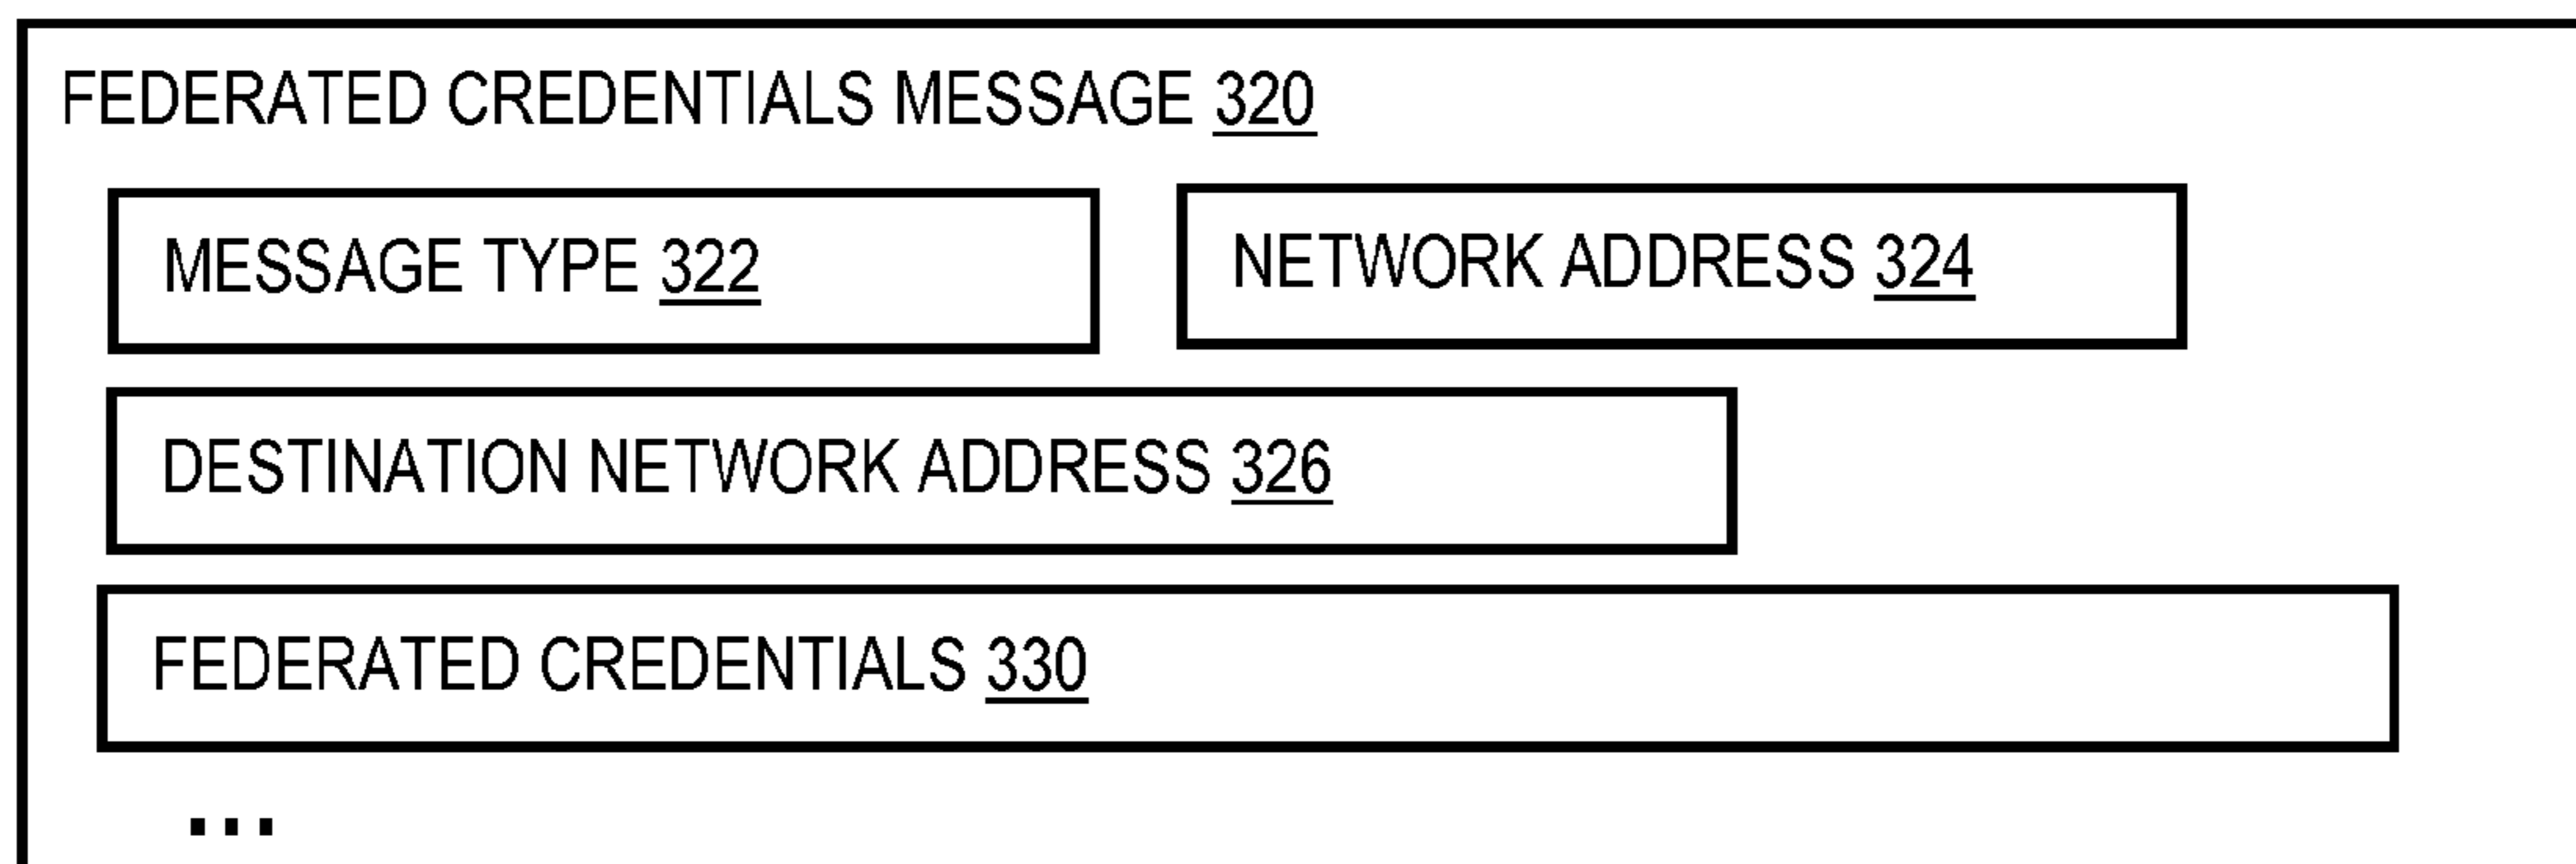 FEDERATED CREDENTIALS MESSAGE 320
MESSAGE TYPE 322
NETWORK ADDRESS 324
DESTINATION NETWORK ADDRESS 326
FEDERATED CREDENTIALS 330
...